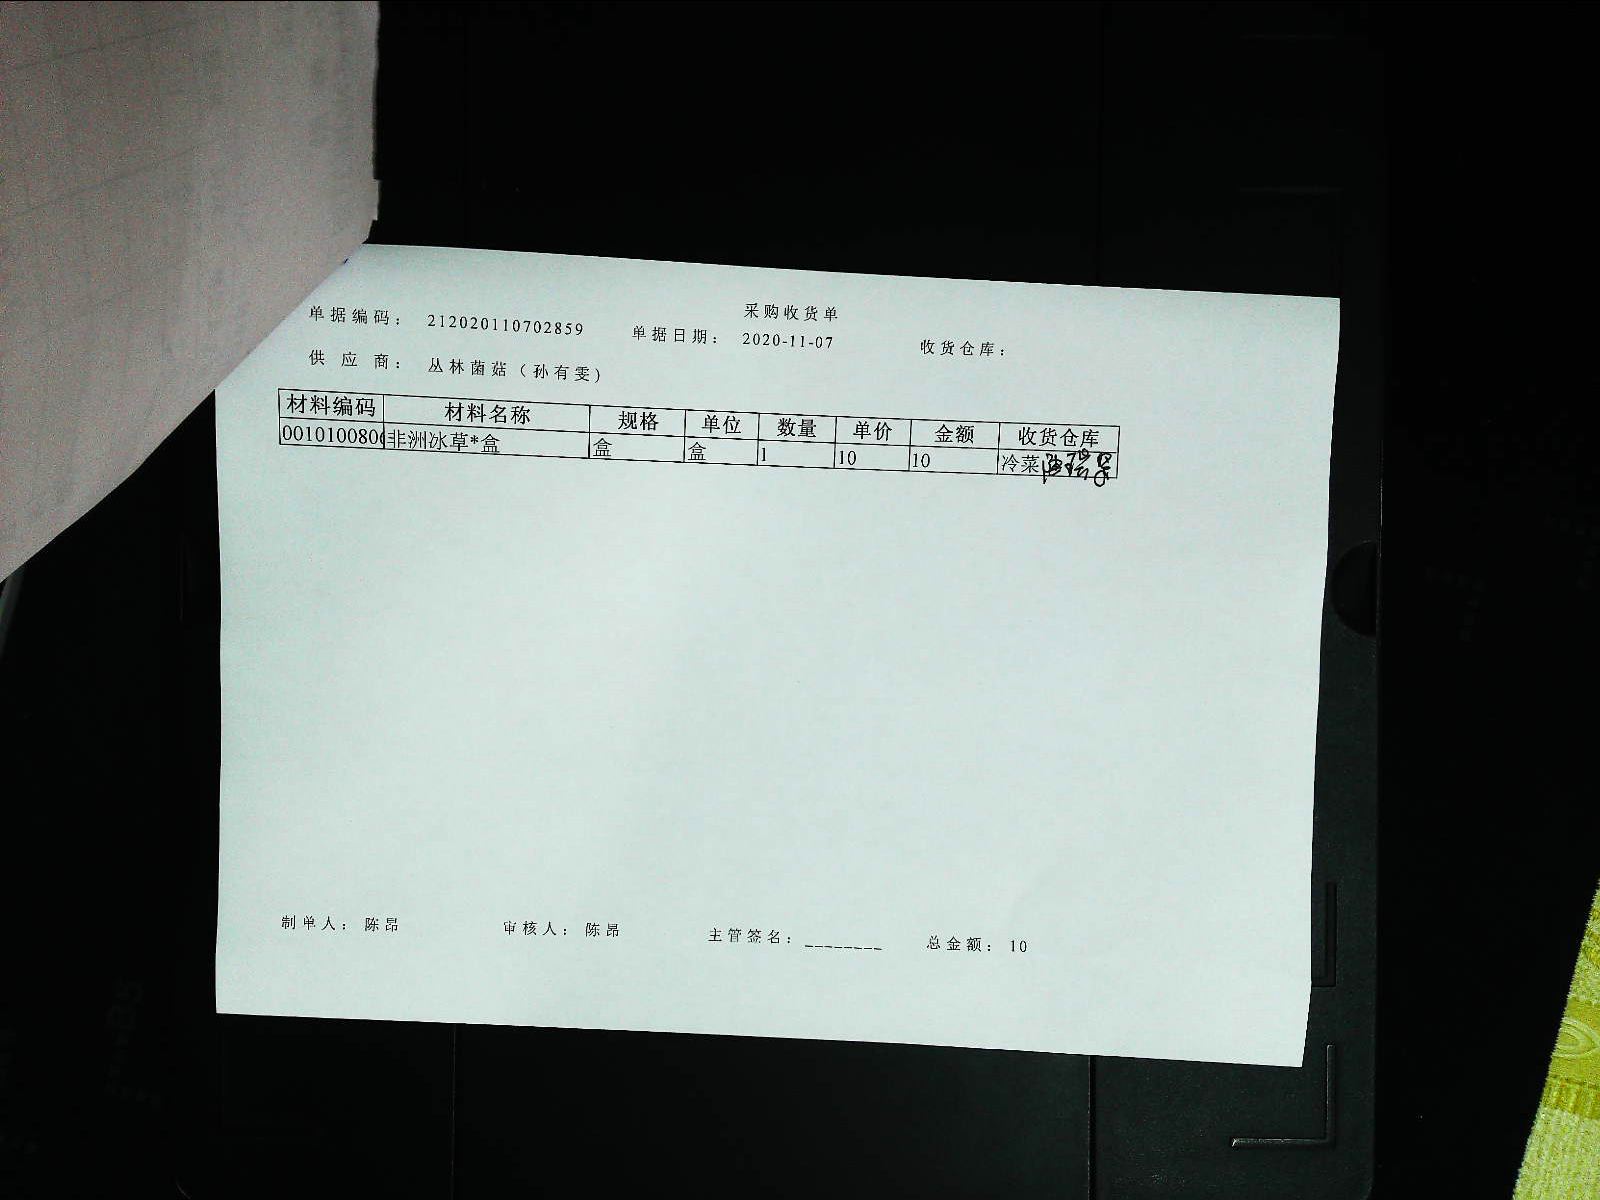 采购收货单
单据编码： 212020110702859 单据日期： 2020-11-07 收货仓库：
供 应 商： 丛林菌菇（孙有雯）
材料编码 材料名称 规格 单位 数量 单价 金额 收货仓库
0010100806 非洲冰草*盒 盒 盒 1 10 10 冷菜
制单人： 陈昂 审核人： 陈昂 主管签名：________ 总金额： 10